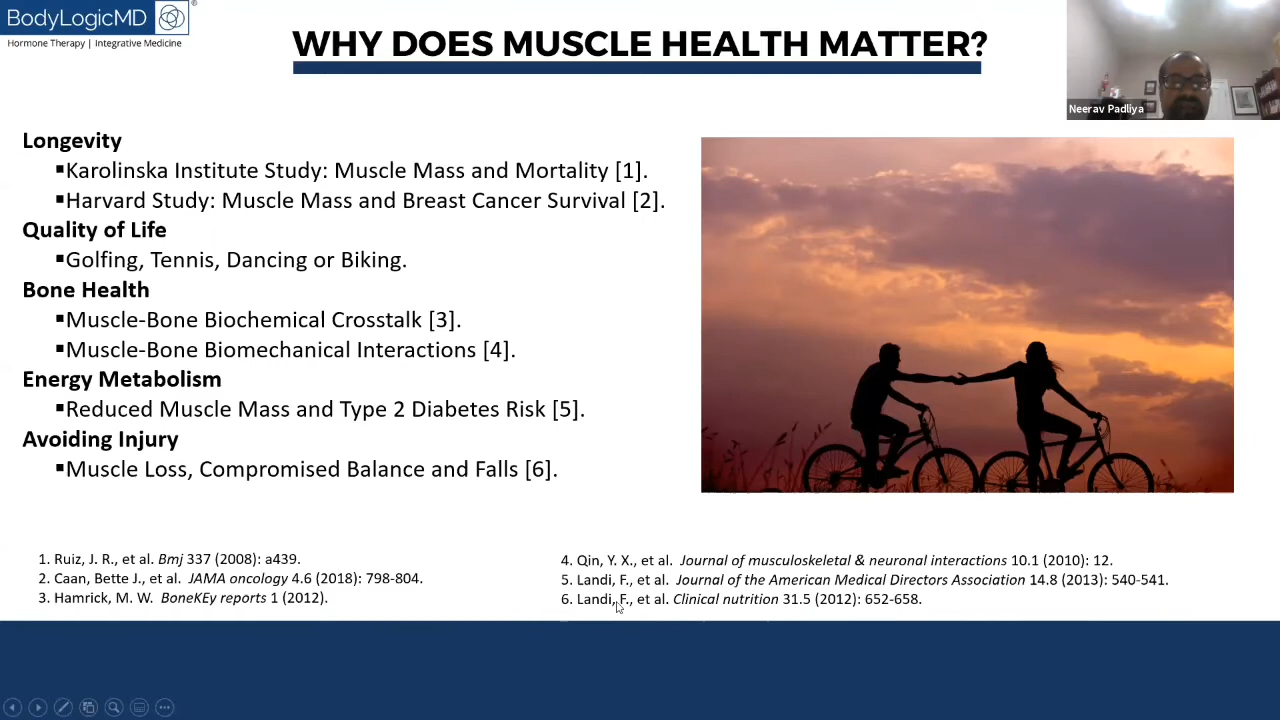 BodyLogicMD
®
Hormone Therapy | Integrative Medicine
WHY DOES MUSCLE HEALTH MATTER?
Neerav Padliya
Longevity
▪Karolinska Institute Study: Muscle Mass and Mortality [1].
▪Harvard Study: Muscle Mass and Breast Cancer Survival [2].
Quality of Life
▪Golfing, Tennis, Dancing or Biking.
Bone Health
▪Muscle-Bone Biochemical Crosstalk [3].
▪Muscle-Bone Biomechanical Interactions [4].
Energy Metabolism
▪Reduced Muscle Mass and Type 2 Diabetes Risk [5].
Avoiding Injury
▪Muscle Loss, Compromised Balance and Falls [6].
1. Ruiz, J. R., et al. Bmj 337 (2008): a439.
2. Caan, Bette J., et al. JAMA oncology 4.6 (2018): 798-804.
3. Hamrick, M. W. BoneKEy reports 1 (2012).
4. Qin, Y. X., et al. Journal of musculoskeletal & neuronal interactions 10.1 (2010): 12.
5. Landi, F., et al. Journal of the American Medical Directors Association 14.8 (2013): 540-541.
6. Landi, F., et al. Clinical nutrition 31.5 (2012): 652-658.